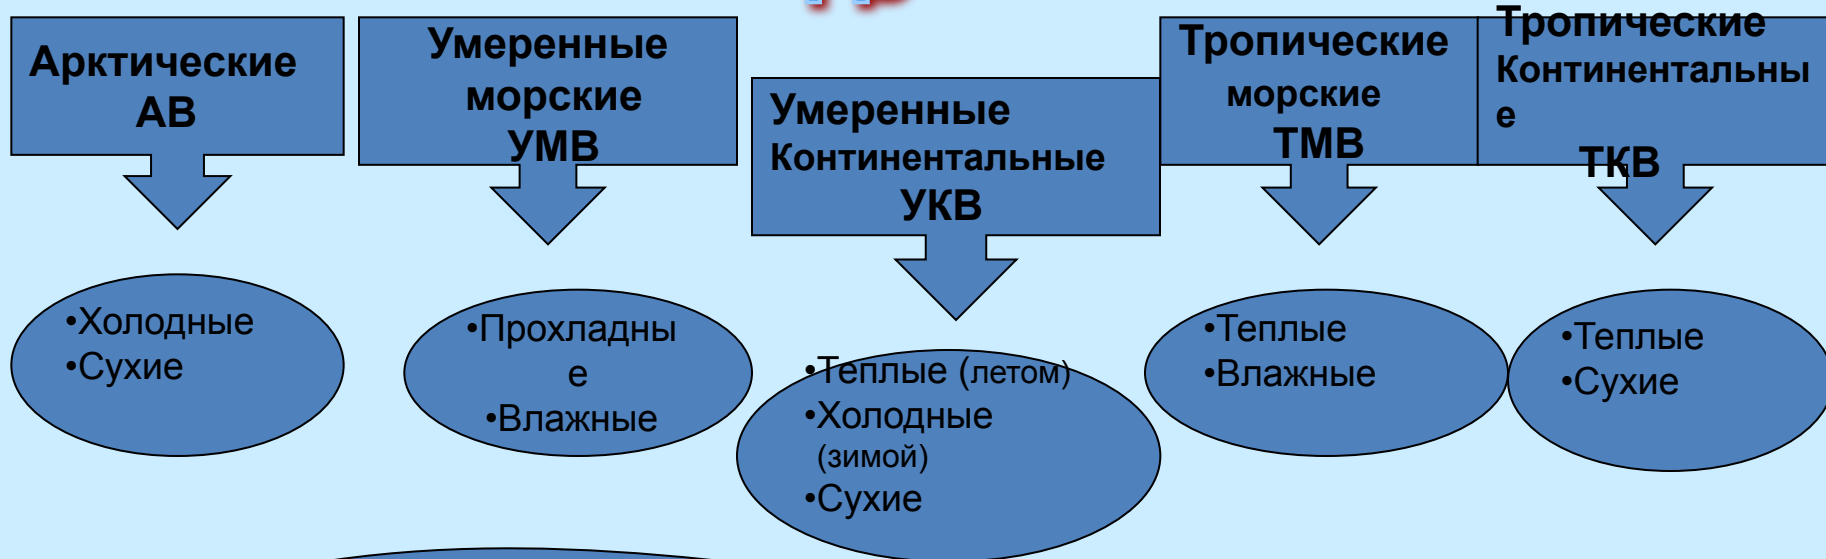 Арктические
АВ
Умеренные
морские
УМВ
Умеренные
Континентальные
УКВ
Тропические
морские
ТМВ
Тропические
Континентальны
е
ТКВ
•Холодные
•Сухие
•Прохладны
е
•Влажные
•Теплые (летом)
•Холодные
(зимой)
•Сухие
•Теплые
•Влажные
•Теплые
•Сухие